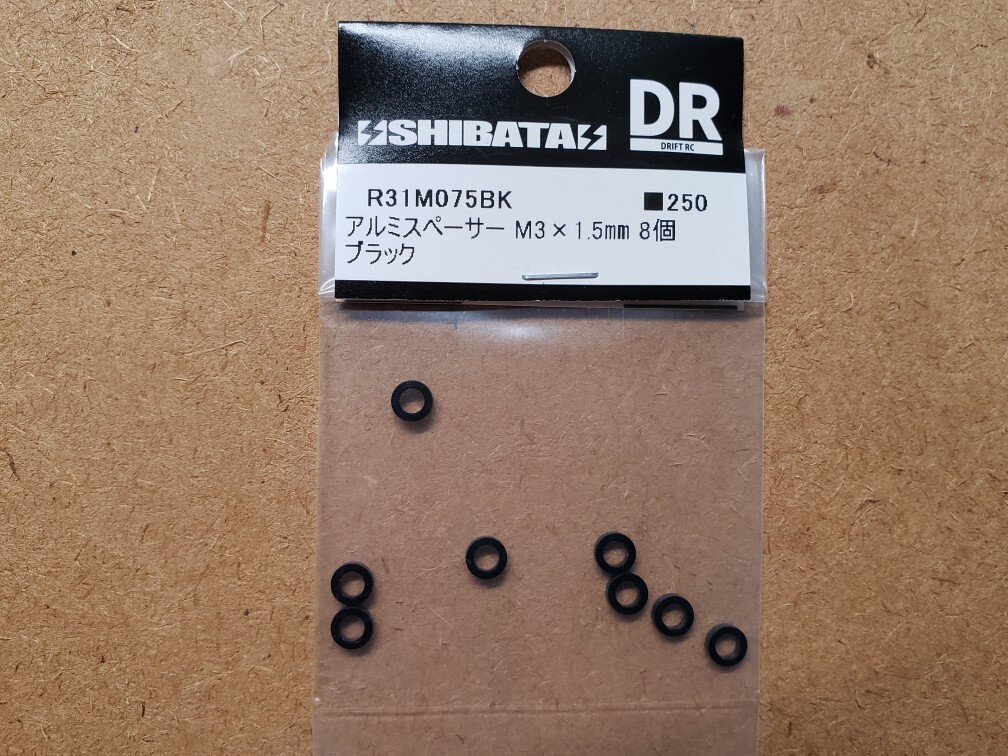 SHIBATA
DR
DRIFT RC
R31M075BK ■250
アルミスペーサー M3×1.5mm 8個
ブラック